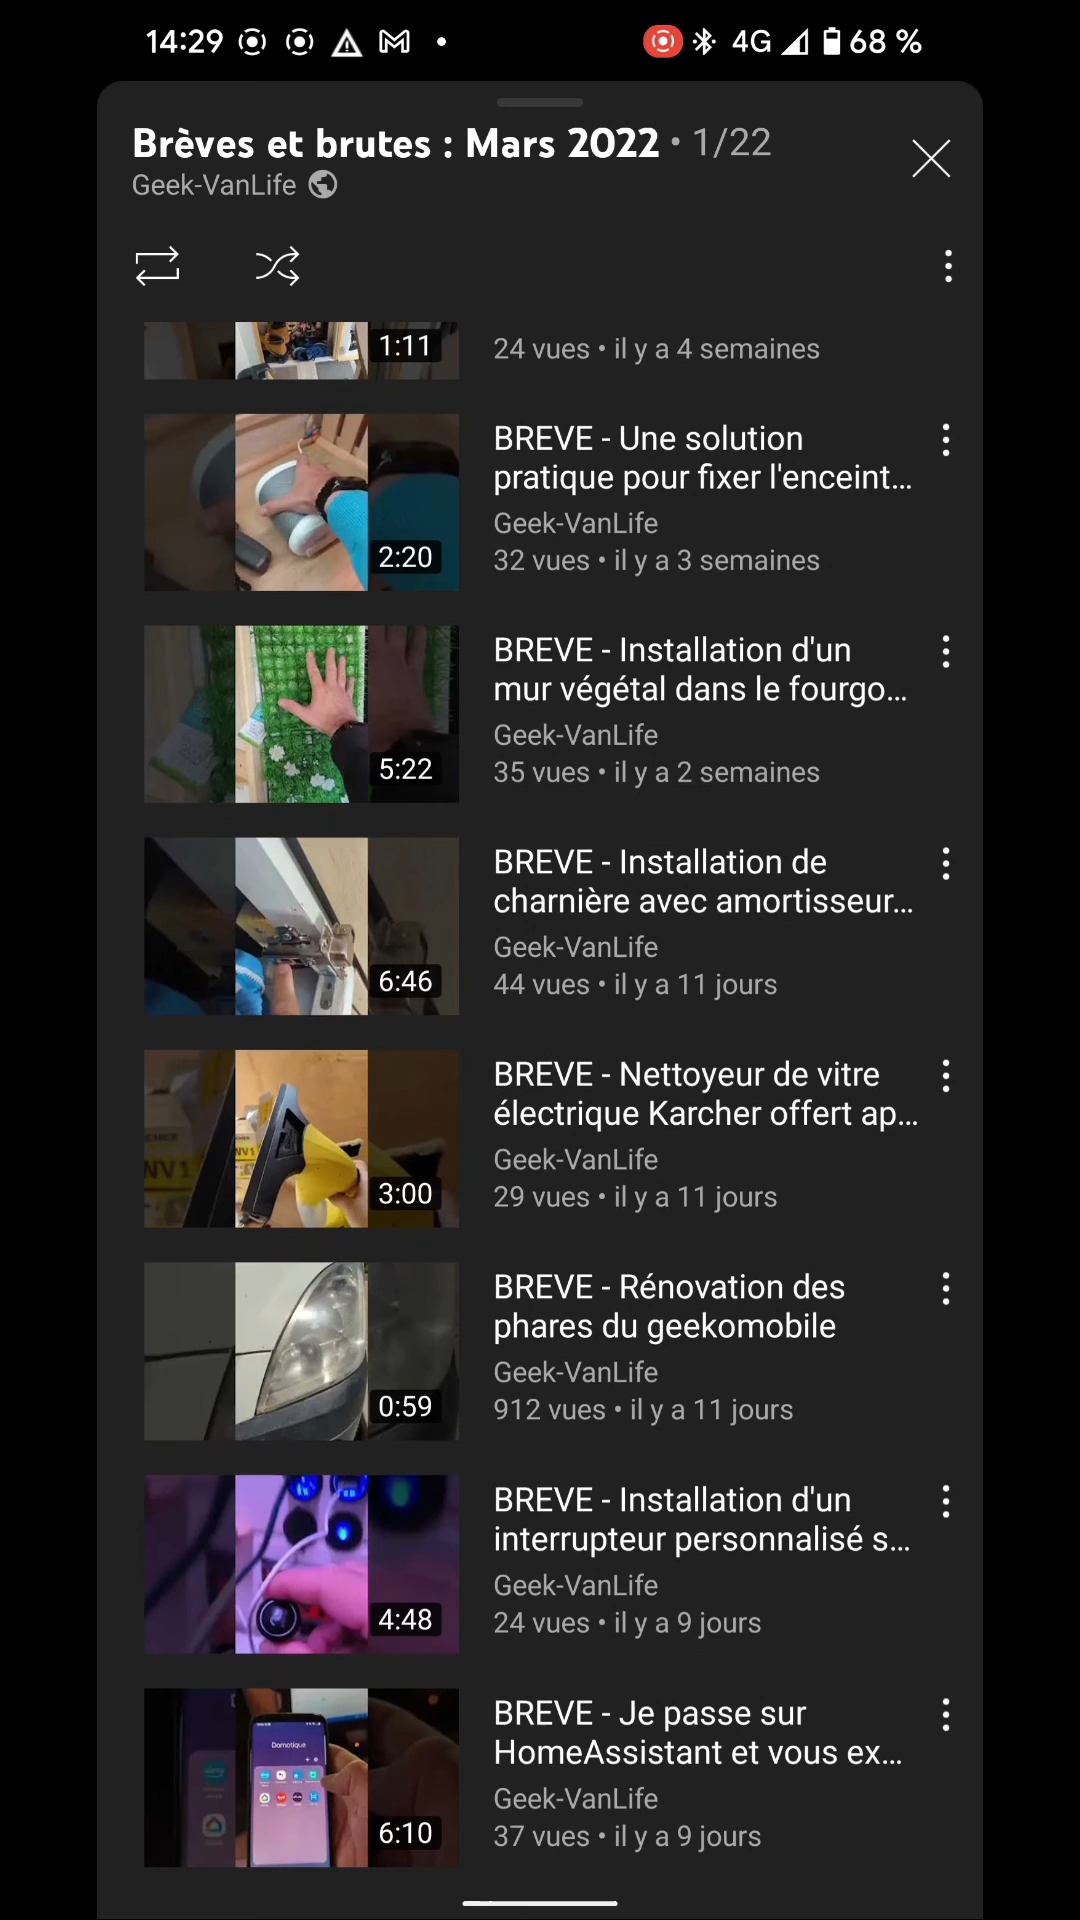 14:29
4G 68 %
Brèves et brutes : Mars 2022 • 1/22
Geek-VanLife
1:11
24 vues • il y a 4 semaines
BREVE - Une solution
pratique pour fixer l'enceint...
Geek-VanLife
32 vues • il y a 3 semaines
2:20
BREVE - Installation d'un
mur végétal dans le fourgo...
Geek-VanLife
35 vues • il y a 2 semaines
5:22
BREVE - Installation de
charnière avec amortisseur...
Geek-VanLife
44 vues • il y a 11 jours
6:46
BREVE - Nettoyeur de vitre
électrique Karcher offert ap...
Geek-VanLife
29 vues • il y a 11 jours
3:00
BREVE - Rénovation des
phares du geekomobile
Geek-VanLife
912 vues • il y a 11 jours
0:59
BREVE - Installation d'un
interrupteur personnalisé s...
Geek-VanLife
24 vues • il y a 9 jours
4:48
BREVE - Je passe sur
HomeAssistant et vous ex...
Geek-VanLife
37 vues • il y a 9 jours
Domotique
6:10